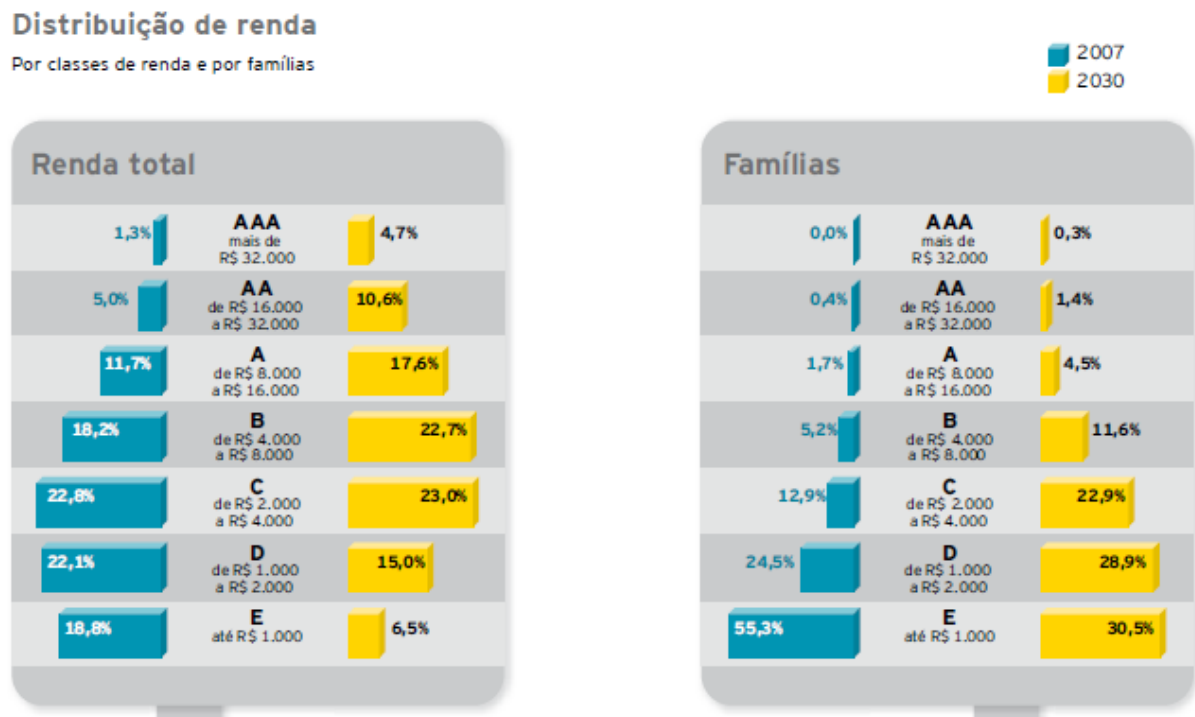 Distribuição de renda
Por classes de renda e por famílias
2007
2030
Renda total
1,3%
AAA
mais de
R$ 32.000
4,7%
5,0%
AA
de R$ 16.000
a R$ 32.000
10,6%
11,7%
A
de R$ 8.000
a R$ 16.000
17,6%
18,2%
B
de R$ 4.000
a R$ 8.000
22,7%
22,8%
C
de R$ 2.000
a R$ 4.000
23,0%
22,1%
D
de R$ 1.000
a R$ 2.000
15,0%
18,8%
E
até R$ 1.000
6,5%
Famílias
0,0%
AAA
mais de
R$ 32.000
0,3%
0,4%
AA
de R$ 16.000
a R$ 32.000
1,4%
1,7%
A
de R$ 8.000
a R$ 16.000
4,5%
5,2%
B
de R$ 4.000
a R$ 8.000
11,6%
12,9%
C
de R$ 2.000
a R$ 4.000
22,9%
24,5%
D
de R$ 1.000
a R$ 2.000
28,9%
55,3%
E
até R$ 1.000
30,5%